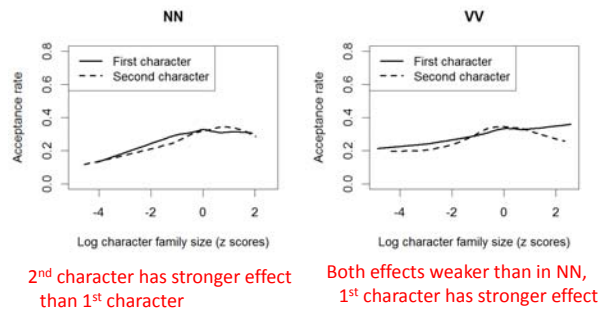 NN
VV
0.8
0.6
0.4
0.2
0.0
Acceptance rate
First character
Second character
-4 -2 0 2
Log character family size (z scores)
0.8
0.6
0.4
0.2
0.0
Acceptance rate
First character
Second character
-4 -2 0 2
Log character family size (z scores)
2nd character has stronger effect
than 1st character
Both effects weaker than in NN,
1st character has stronger effect